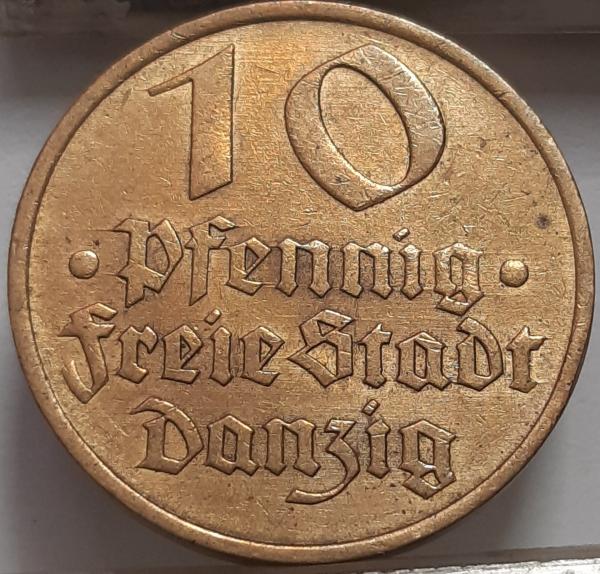 10
• Pfennig •
Freie Stadt
Danzig